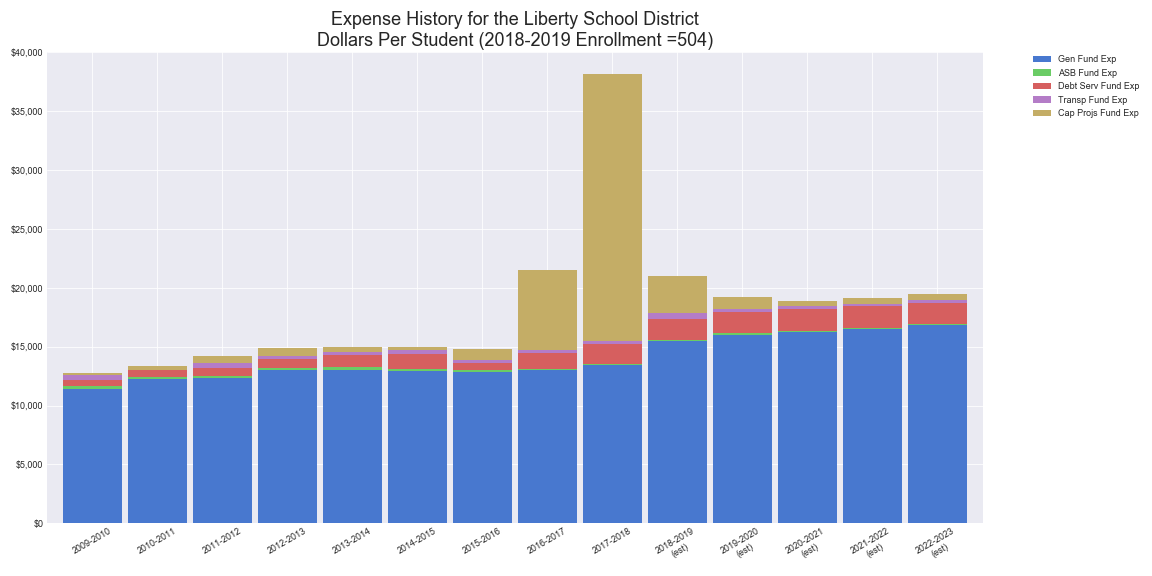 Expense History for the Liberty School District
Dollars Per Student (2018-2019 Enrollment =504)
$40,000
$35,000
$30,000
$25,000
$20,000
$15,000
$10,000
$5,000
$0
Gen Fund Exp
ASB Fund Exp
Debt Serv Fund Exp
Transp Fund Exp
Cap Projs Fund Exp
2009-2010
2010-2011
2011-2012
2012-2013
2013-2014
2014-2015
2015-2016
2016-2017
2017-2018
2018-2019
(est)
2019-2020
(est)
2020-2021
(est)
2021-2022
(est)
2022-2023
(est)